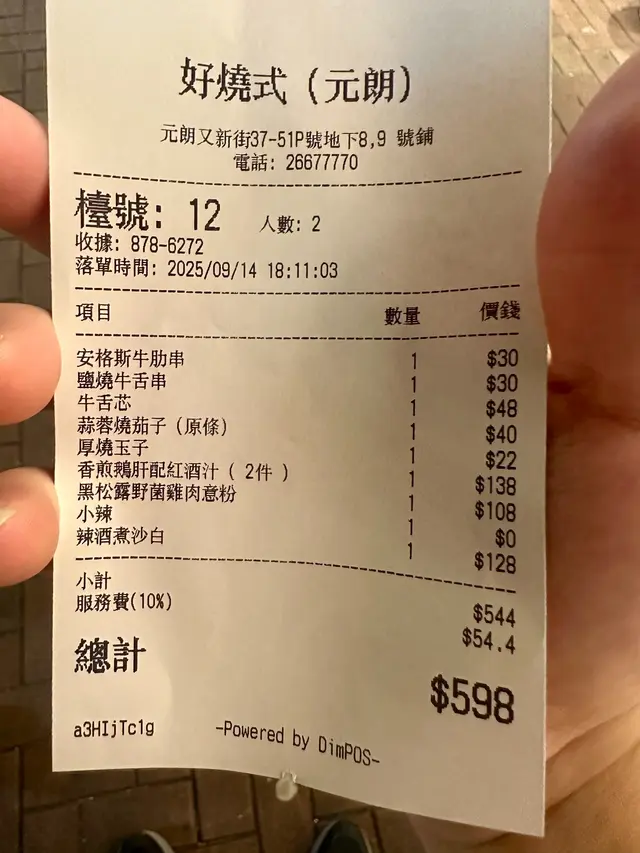 好燒式（元朗）
元朗又新街37-51P號地下8,9 號鋪
電話: 26677770
檯號: 12 人數: 2
收據: 878-6272
落單時間: 2025/09/14 18:11:03
項目 數量 價錢
安格斯牛肋串 1 $30
鹽燒牛舌串 1 $30
牛舌芯 1 $48
蒜蓉燒茄子（原條） 1 $40
厚燒玉子 1 $22
香煎鵝肝配紅酒汁（ 2件 ） 1 $138
黑松露野菌雞肉意粉 1 $108
小辣 1 $0
辣酒煮沙白 1 $128
小計 $544
服務費(10%) $54.4
總計 $598
a3HIjTc1g -Powered by DimPOS-